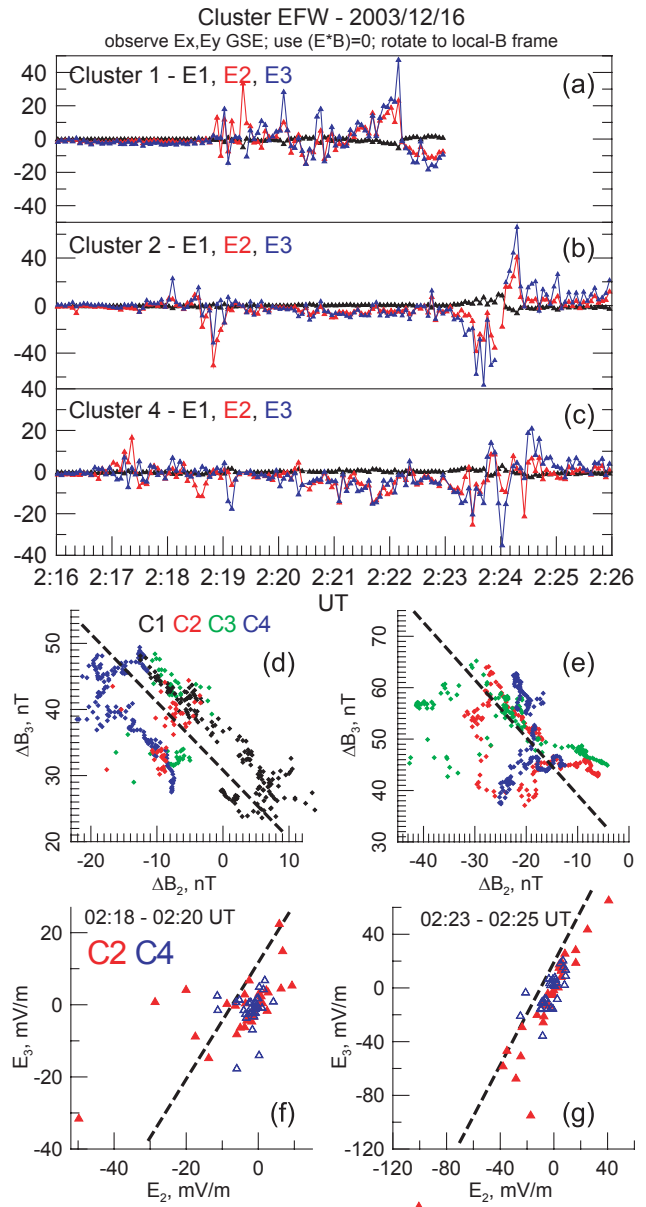 Cluster EFW - 2003/12/16
observe Ex,Ey GSE; use (E*B)=0; rotate to local-B frame
Cluster 1 - E1, E2, E3
(a)
40
20
0
-20
-40
Cluster 2 - E1, E2, E3
(b)
40
0
-40
40
Cluster 4 - E1, E2, E3
(c)
20
0
-20
-40
2:16 2:17 2:18 2:19 2:20 2:21 2:22 2:23 2:24 2:25 2:26
UT
C1 C2 C3 C4
(d)
50
40
30
20
ΔB3, nT
-20 -10 0 10
ΔB2, nT
(e)
70
50
30
ΔB3, nT
-40 -30 -20 -10 0
ΔB2, nT
02:18 - 02:20 UT
C2 C4
20
0
-20
-40
E3, mV/m
(f)
-40 -20 0
E2, mV/m
02:23 - 02:25 UT
60
40
0
-40
-80
-120
E3, mV/m
(g)
-120 -80 -40 0 40
E2, mV/m